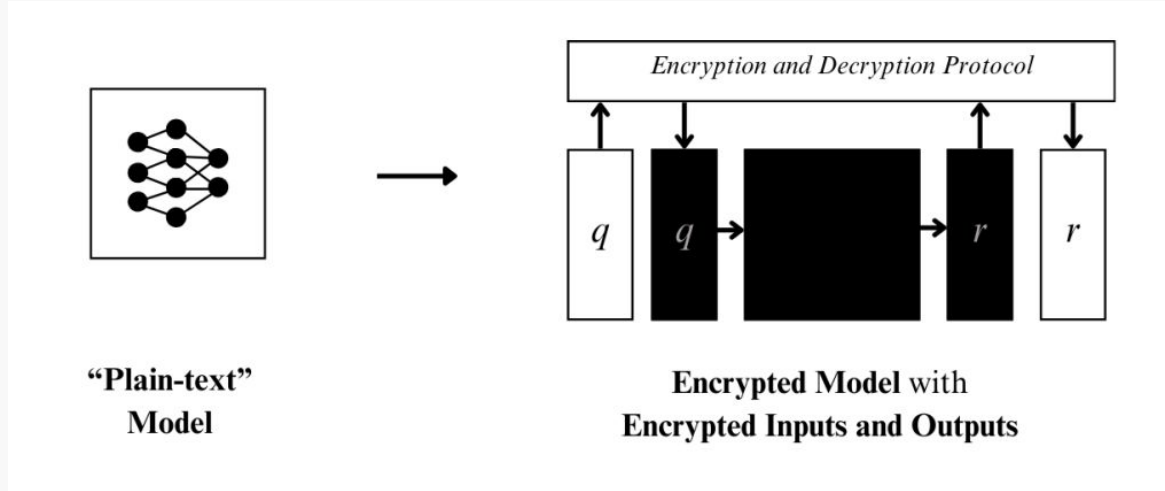 Encryption and Decryption Protocol
q
q
r
r
“Plain-text”
Model
Encrypted Model with
Encrypted Inputs and Outputs